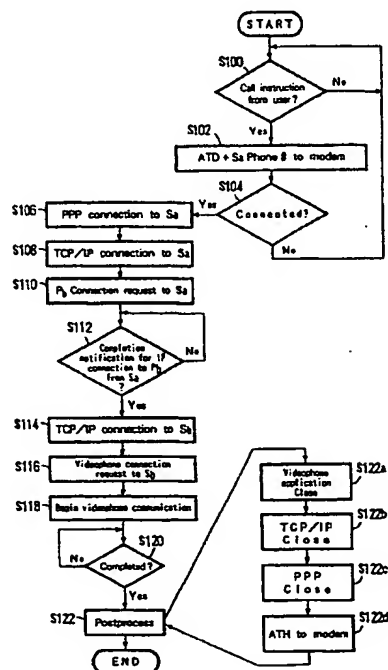 START
S100
Call instruction
from user?
No
Yes
S102
ATD + Sa Phone # to modem
S104
Connected?
Yes
No
S106
PPP connection to Sa
S108
TCP/IP connection to Sa
S110
Pb Connection request to Sa
S112
Completion
notification for IP
connection to Pb
from Sa
?
No
Yes
S114
TCP/IP connection to Sb
S116
Videophone connection
request to Sb
S118
Begin videophone communication
S120
Completed?
No
Yes
S122
Postprocess
END
S122a
Videophone
application
Close
S122b
TCP/IP
Close
S122c
PPP
Close
S122d
ATH to modem